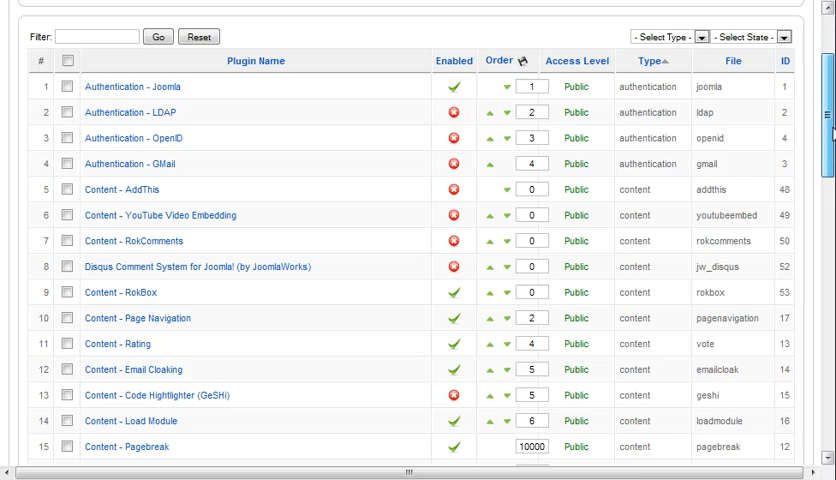 Filter: Go Reset - Select Type - - Select State -
# Plugin Name Enabled Order Access Level Type File ID
1 Authentication - Joomla 1 Public authentication joomla 1
2 Authentication - LDAP 2 Public authentication ldap 2
3 Authentication - OpenID 3 Public authentication openid 4
4 Authentication - GMail 4 Public authentication gmail 3
5 Content - AddThis 0 Public content addthis 48
6 Content - YouTube Video Embedding 0 Public content youtubeembed 49
7 Content - RokComments 0 Public content rokcomments 50
8 Disqus Comment System for Joomla! (by JoomlaWorks) 0 Public content jw_disqus 52
9 Content - RokBox 0 Public content rokbox 53
10 Content - Page Navigation 2 Public content pagenavigation 17
11 Content - Rating 4 Public content vote 13
12 Content - Email Cloaking 5 Public content emailcloak 14
13 Content - Code Hightlighter (GeSHi) 5 Public content geshi 15
14 Content - Load Module 6 Public content loadmodule 16
15 Content - Pagebreak 10000 Public content pagebreak 12